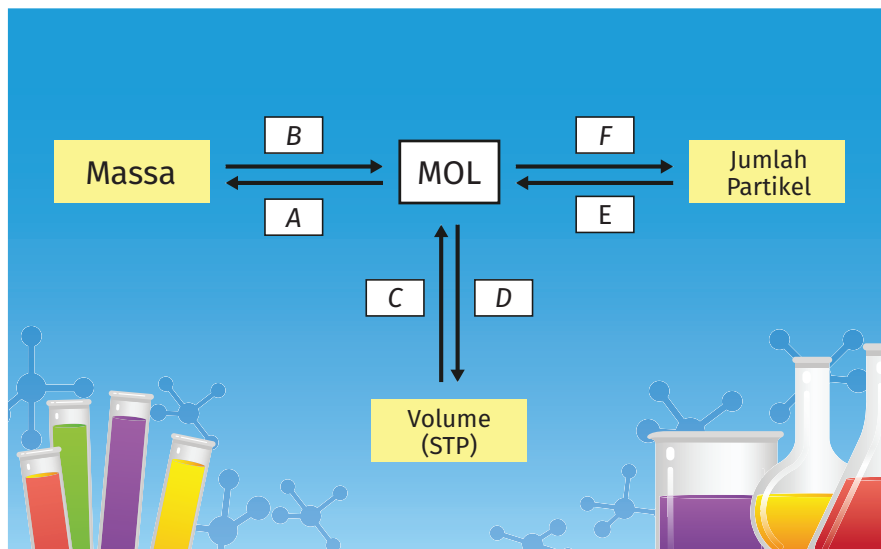 B
F
Massa
MOL
Jumlah
Partikel
A
E
C
D
Volume
(STP)